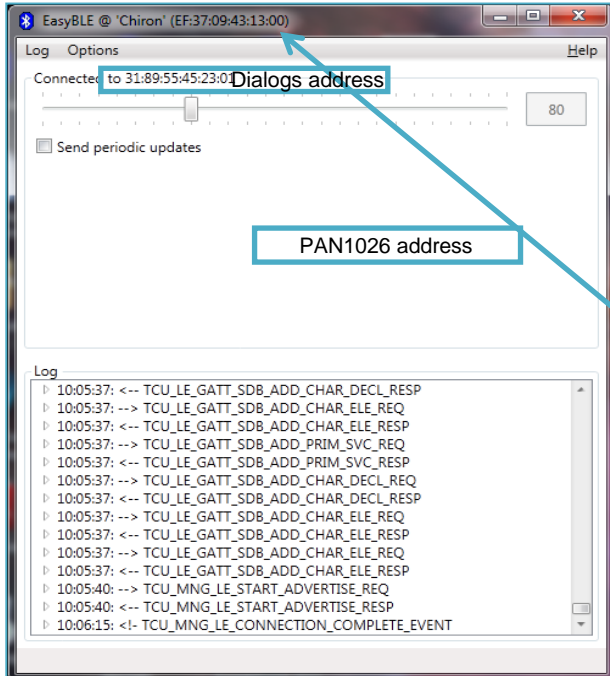 EasyBLE @ 'Chiron' (EF:37:09:43:13:00)
Log Options Help
Connected to 31:89:55:45:23:01 Dialogs address
80
Send periodic updates
PAN1026 address
Log
10:05:37: <-- TCU_LE_GATT_SDB_ADD_CHAR_DECL_RESP
10:05:37: --> TCU_LE_GATT_SDB_ADD_CHAR_ELE_REQ
10:05:37: <-- TCU_LE_GATT_SDB_ADD_CHAR_ELE_RESP
10:05:37: --> TCU_LE_GATT_SDB_ADD_PRIM_SVC_REQ
10:05:37: <-- TCU_LE_GATT_SDB_ADD_PRIM_SVC_RESP
10:05:37: --> TCU_LE_GATT_SDB_ADD_CHAR_DECL_REQ
10:05:37: <-- TCU_LE_GATT_SDB_ADD_CHAR_DECL_RESP
10:05:37: --> TCU_LE_GATT_SDB_ADD_CHAR_ELE_REQ
10:05:37: <-- TCU_LE_GATT_SDB_ADD_CHAR_ELE_RESP
10:05:37: --> TCU_LE_GATT_SDB_ADD_CHAR_ELE_REQ
10:05:37: <-- TCU_LE_GATT_SDB_ADD_CHAR_ELE_RESP
10:05:40: --> TCU_MNG_LE_START_ADVERTISE_REQ
10:05:40: <-- TCU_MNG_LE_START_ADVERTISE_RESP
10:06:15: <!- TCU_MNG_LE_CONNECTION_COMPLETE_EVENT